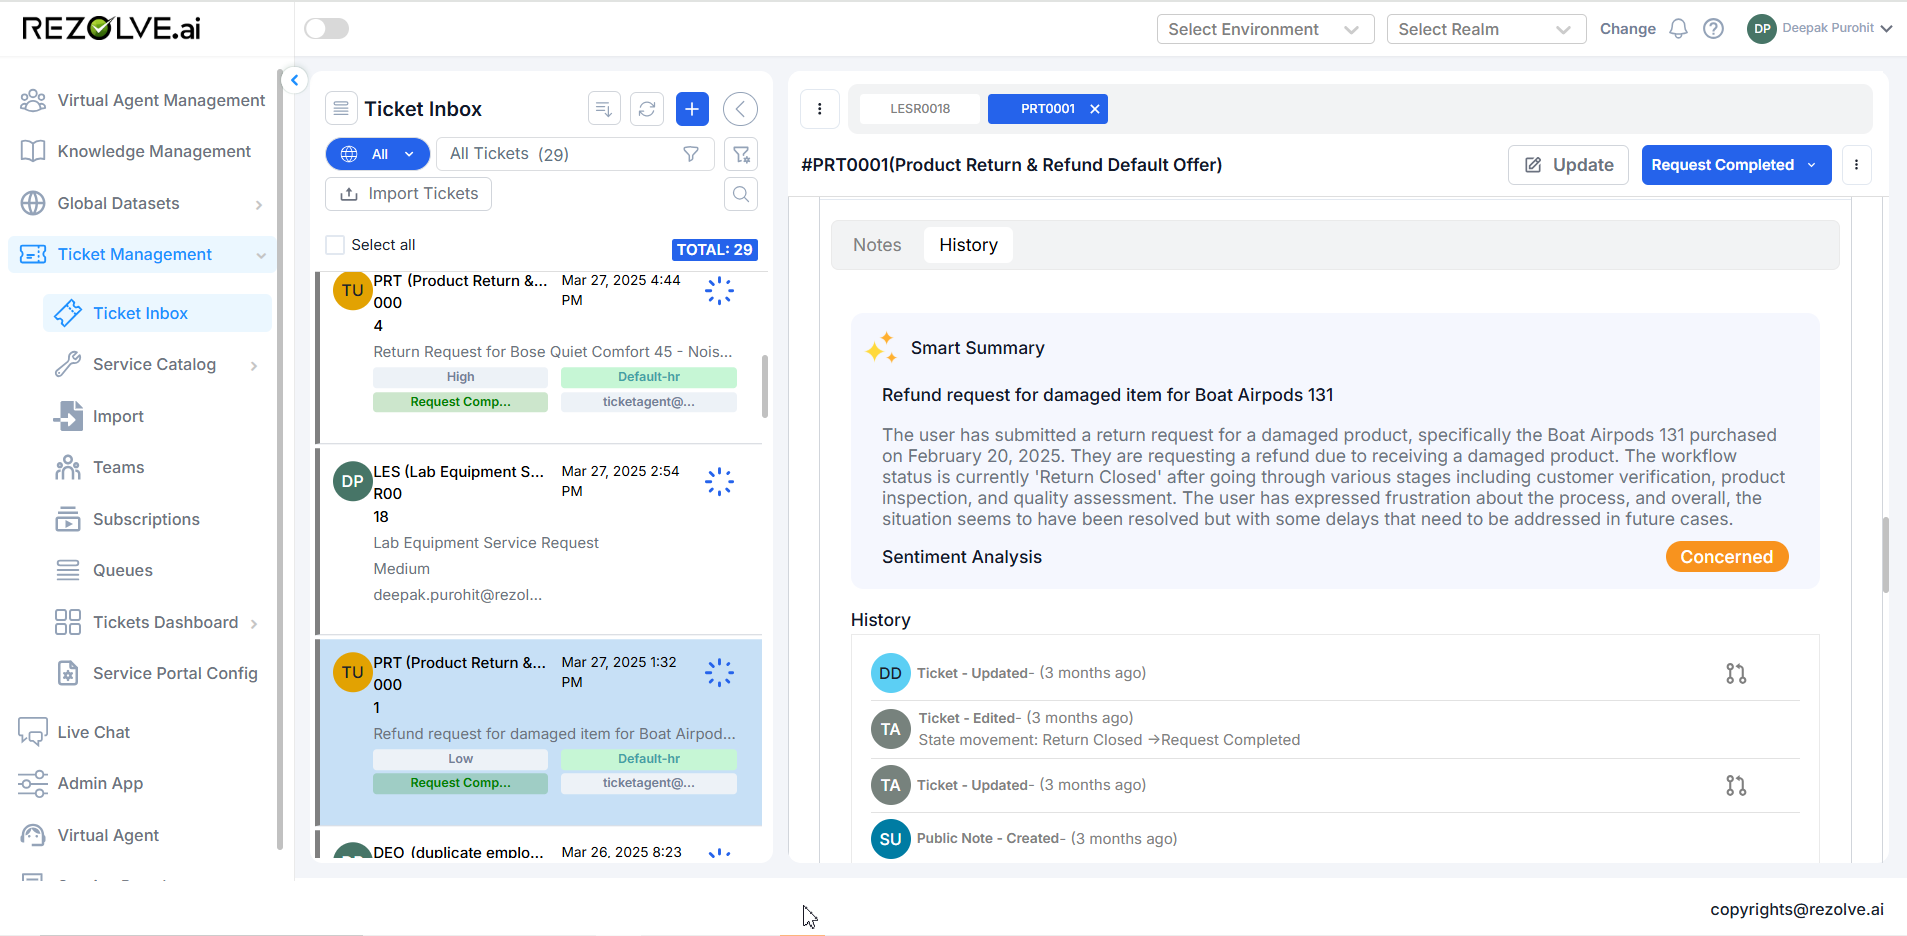 REZOLVE.ai
Select Environment
Select Realm
Change
DP
Deepak Purohit
Virtual Agent Management
Knowledge Management
Global Datasets
Ticket Management
Ticket Inbox
Service Catalog
Import
Teams
Subscriptions
Queues
Tickets Dashboard
Service Portal Config
Live Chat
Admin App
Virtual Agent
Ticket Inbox
All
All Tickets (29)
Import Tickets
Select all
TOTAL: 29
TU
PRT (Product Return &...
000
4
Mar 27, 2025 4:44
PM
Return Request for Bose Quiet Comfort 45 - Nois...
High
Default-hr
Request Comp...
ticketagent@...
DP
LES (Lab Equipment S...
R00
18
Mar 27, 2025 2:54
PM
Lab Equipment Service Request
Medium
deepak.purohit@rezol...
TU
PRT (Product Return &...
000
1
Mar 27, 2025 1:32
PM
Refund request for damaged item for Boat Airpod...
Low
Default-hr
Request Comp...
ticketagent@...
DEO (duplicate emplo...
Mar 26, 2025 8:23
LESR0018
PRT0001
#PRT0001(Product Return & Refund Default Offer)
Update
Request Completed
Notes
History
Smart Summary
Refund request for damaged item for Boat Airpods 131
The user has submitted a return request for a damaged product, specifically the Boat Airpods 131 purchased
on February 20, 2025. They are requesting a refund due to receiving a damaged product. The workflow
status is currently 'Return Closed' after going through various stages including customer verification, product
inspection, and quality assessment. The user has expressed frustration about the process, and overall, the
situation seems to have been resolved but with some delays that need to be addressed in future cases.
Sentiment Analysis
Concerned
History
DD
Ticket - Updated- (3 months ago)
TA
Ticket - Edited- (3 months ago)
State movement: Return Closed →Request Completed
TA
Ticket - Updated- (3 months ago)
SU
Public Note - Created- (3 months ago)
copyrights@rezolve.ai